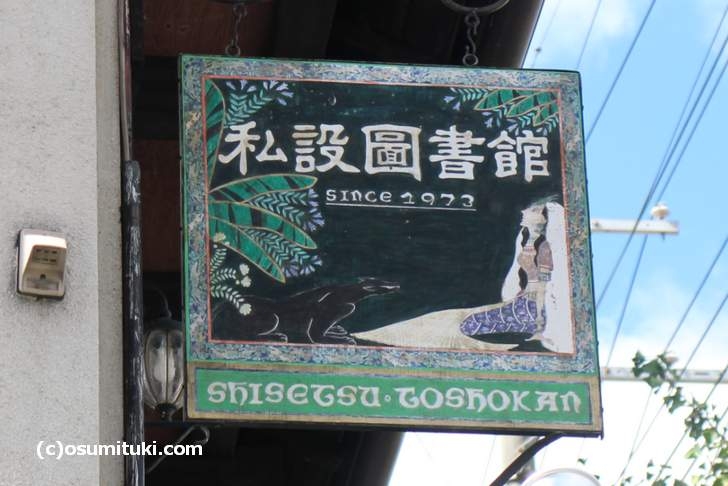 私設圖書館
SINCE 1973
SHISETSU・TOSHOKAN
(c)osumituki.com